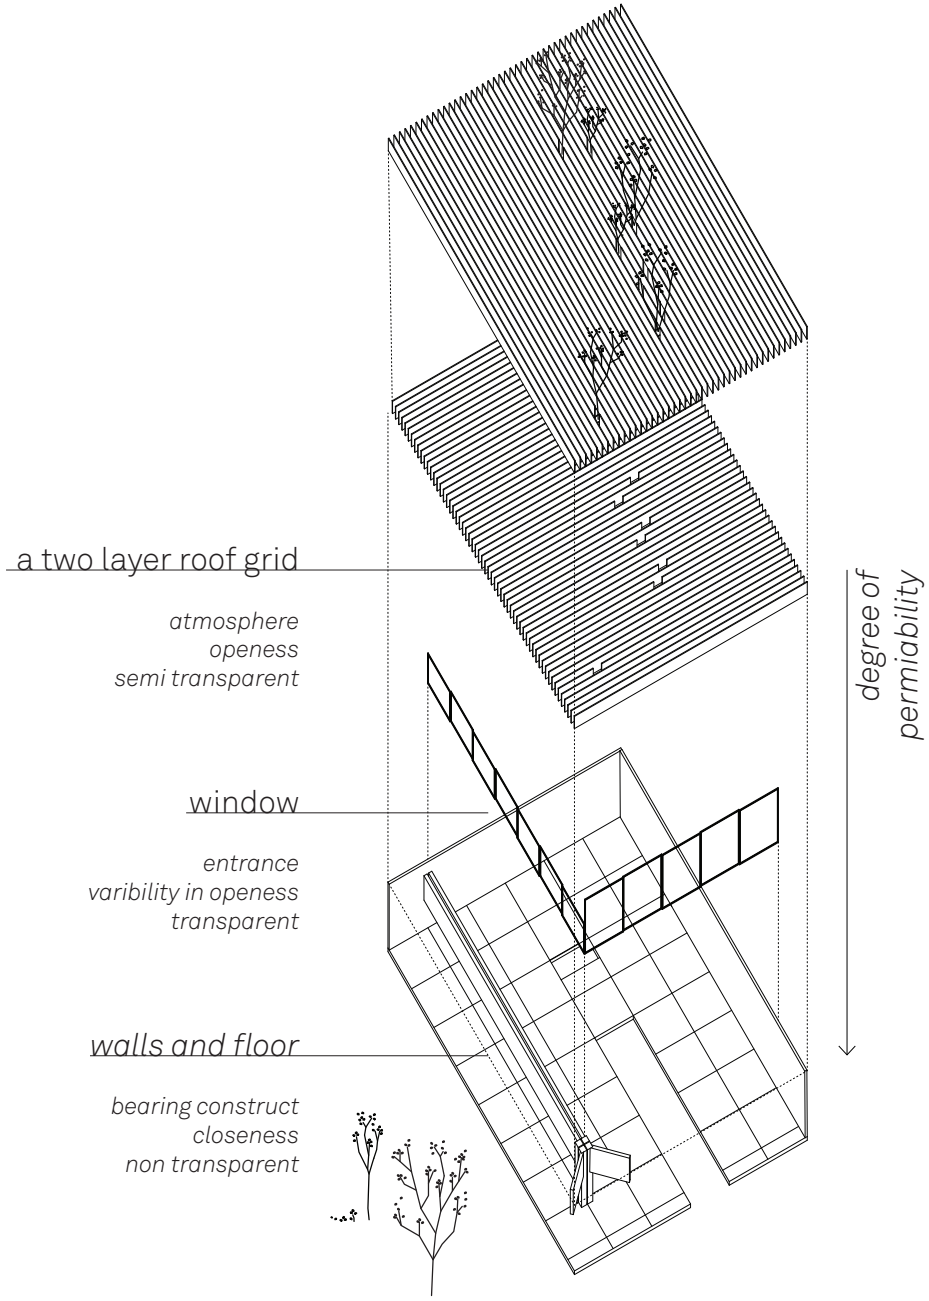 a two layer roof grid
atmosphere
openess
semi transparent
window
entrance
varibility in openess
transparent
walls and floor
bearing construct
closeness
non transparent
degree of
permiability